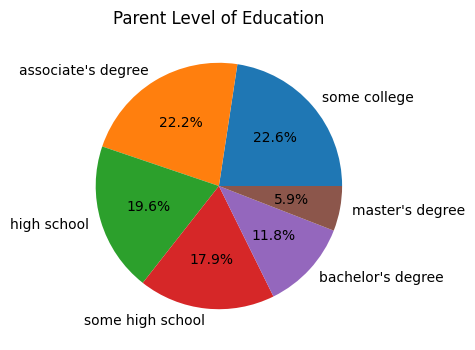 Parent Level of Education
associate's degree
some college
22.2%
22.6%
high school
19.6%
5.9%
master's degree
17.9%
11.8%
bachelor's degree
some high school